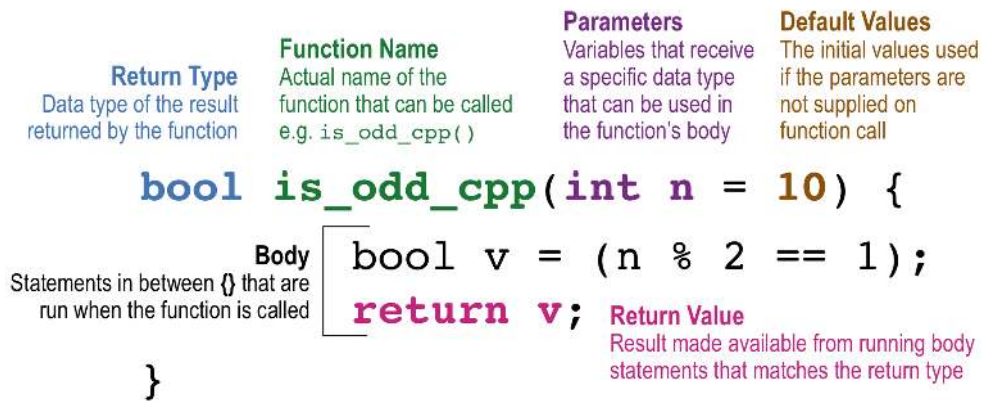 Return Type
Data type of the result
returned by the function
Function Name
Actual name of the
function that can be called
e.g. is_odd_cpp()
Parameters
Variables that receive
a specific data type
that can be used in
the function's body
Default Values
The initial values used
if the parameters are
not supplied on
function call
bool is_odd_cpp(int n = 10) {
Body
Statements in between {} that are
run when the function is called
bool v = (n % 2 == 1);
return v;
Return Value
Result made available from running body
statements that matches the return type
}